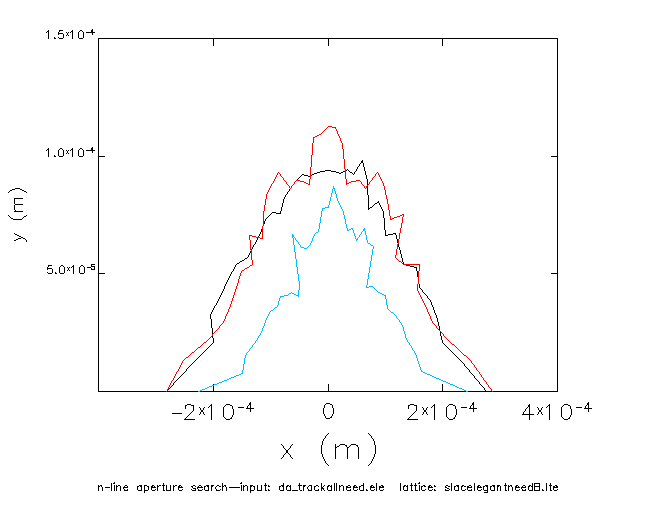 1.5×10⁻⁴
1.0×10⁻⁴
5.0×10⁻⁵
y (m)
−2×10⁻⁴ 0 2×10⁻⁴ 4×10⁻⁴
x (m)
n−line aperture search−−input: da_trackallneed.ele lattice: slacelegantneed8.lte